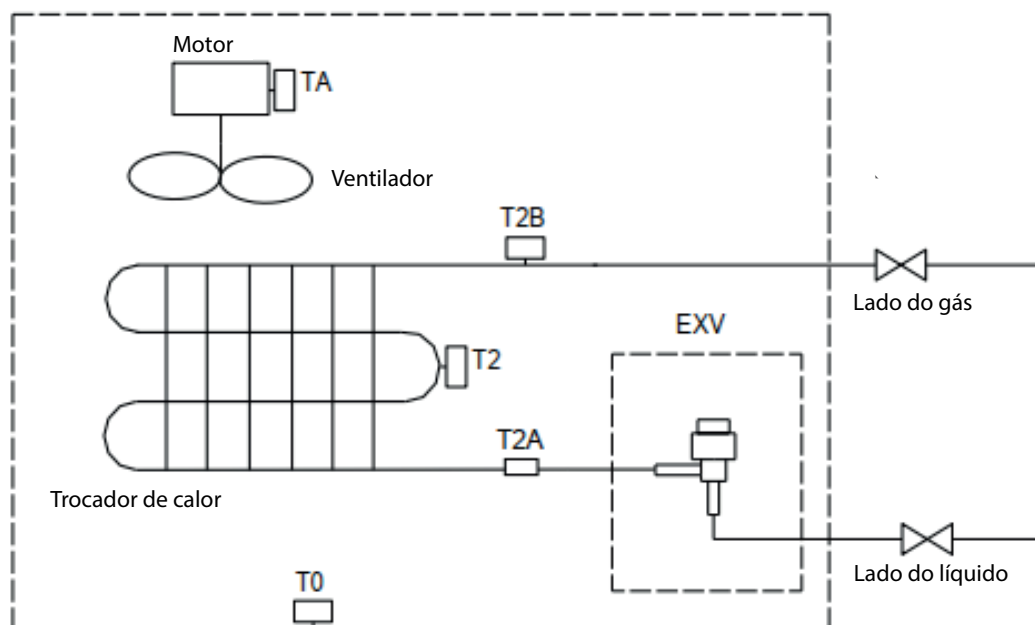 Motor
TA
Ventilador
T2B
Lado do gás
EXV
T2
T2A
Trocador de calor
Lado do líquido
T0